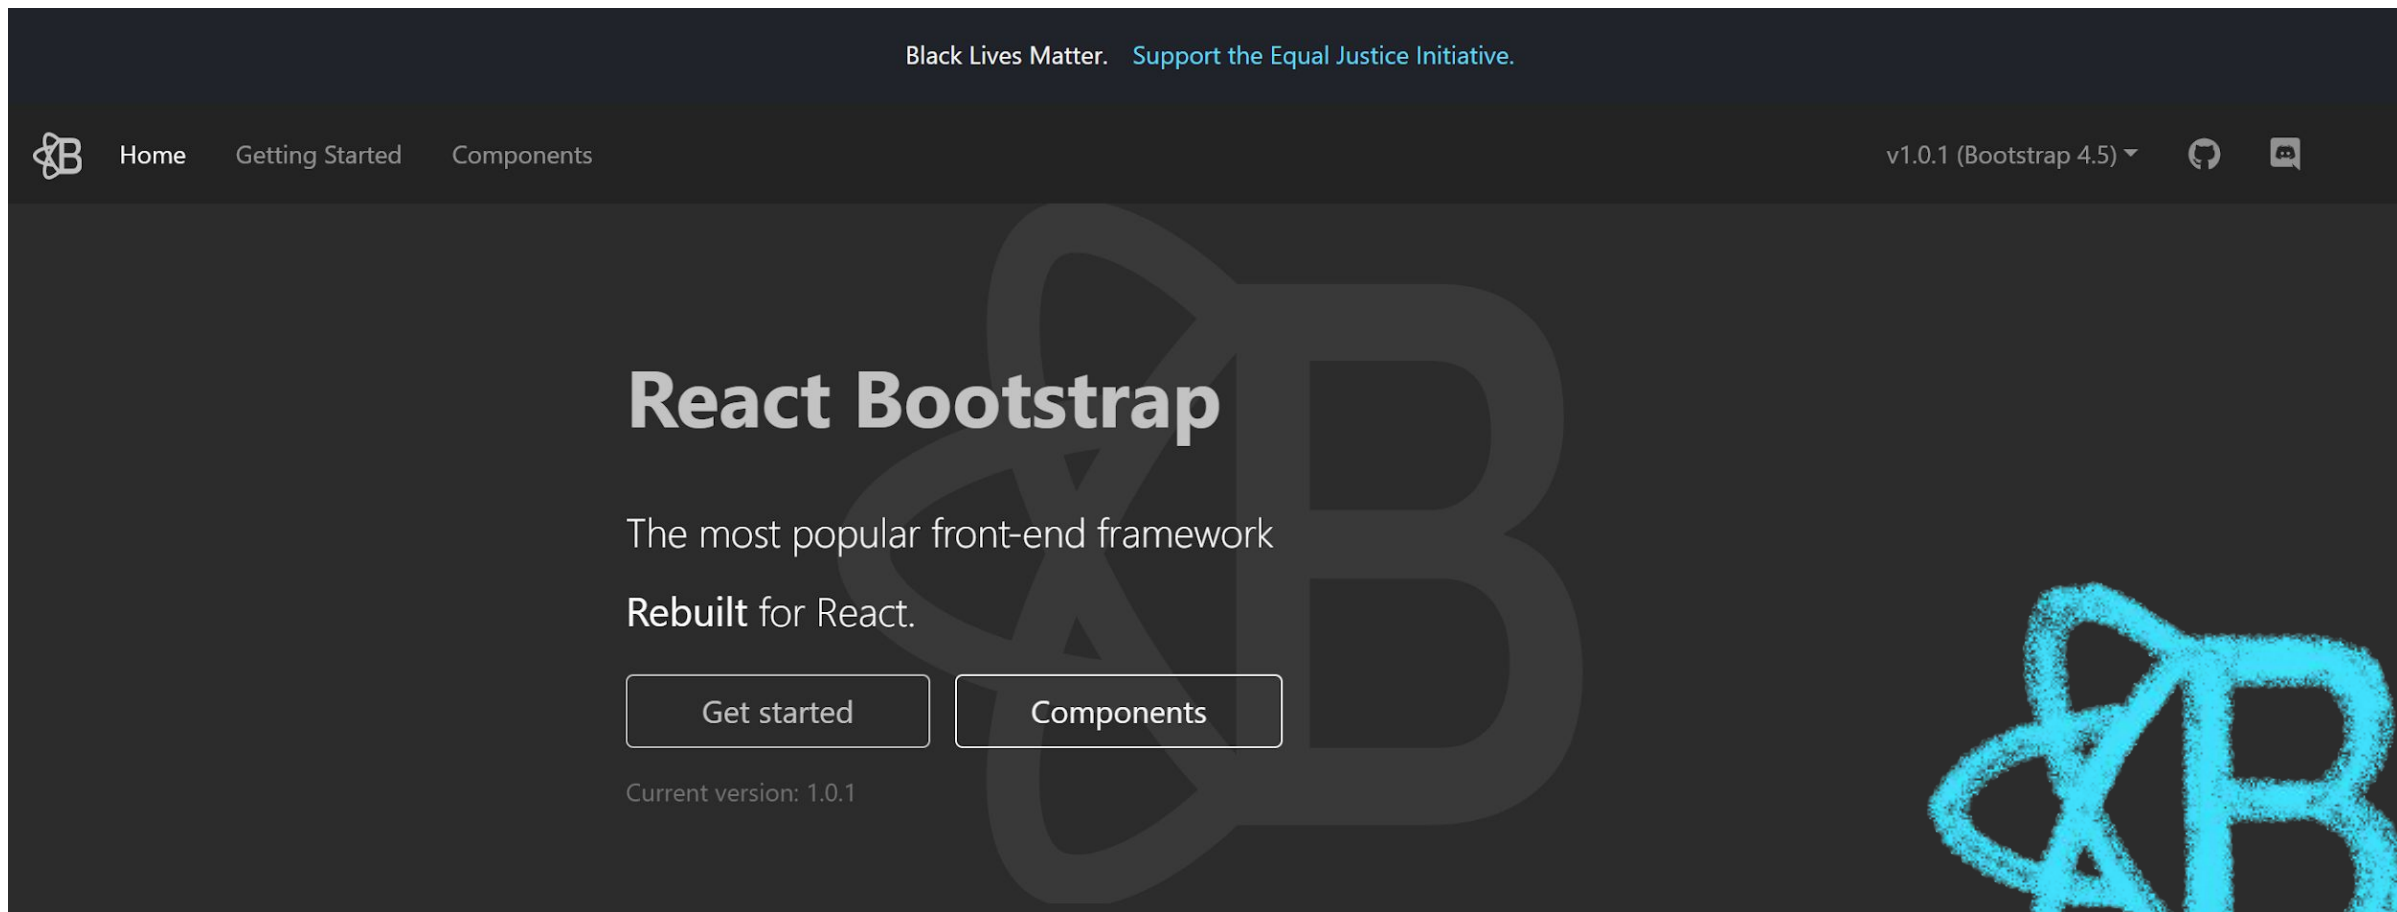 Black Lives Matter. Support the Equal Justice Initiative.
Home Getting Started Components v1.0.1 (Bootstrap 4.5)
React Bootstrap
The most popular front-end framework
Rebuilt for React.
Get started Components
Current version: 1.0.1